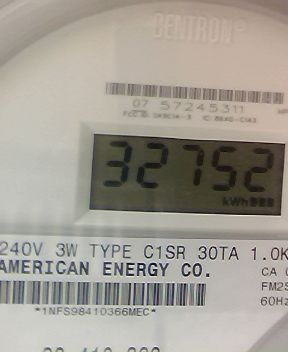 CENTRON®
07 57245311
32752
kWh
240V 3W TYPE C1SR 30TA 1.0K
AMERICAN ENERGY CO.
CA
FM2S
60Hz
*1NFS98410366MEC*